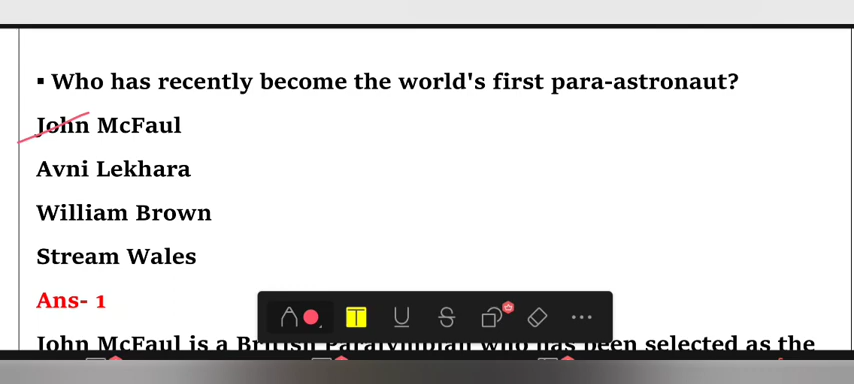 ▪ Who has recently become the world's first para-astronaut?
John McFaul
Avni Lekhara
William Brown
Stream Wales
Ans- 1
John McFaul is a British Paralympian who has been selected as the